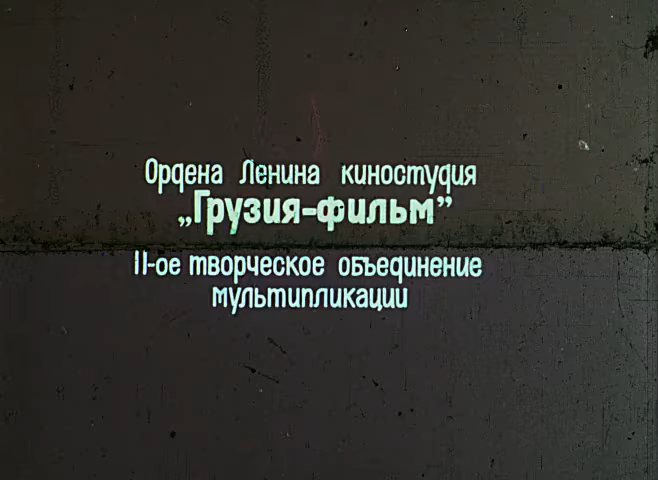 Ордена Ленина киностудия
„Грузия-фильм”
II-ое творческое объединение
мультипликации